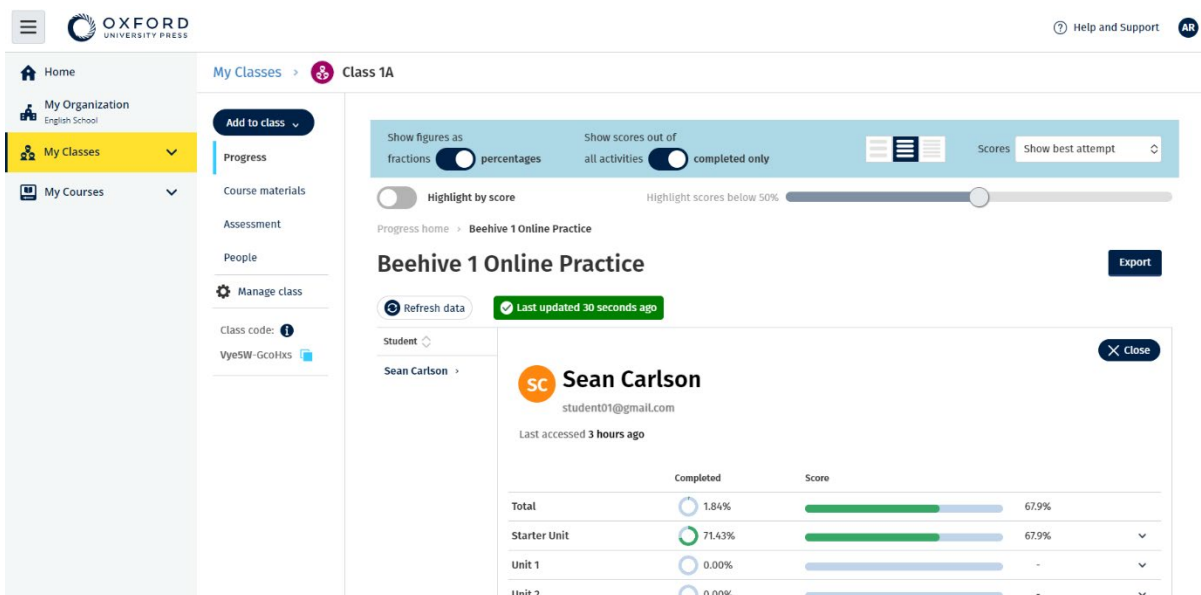 OXFORD
UNIVERSITY PRESS
Help and Support
AR
Home
My Organization
English School
My Classes
My Courses
My Classes > Class 1A
Add to class
Progress
Course materials
Assessment
People
Manage class
Class code:
Vye5W-GcoHxs
Show figures as
fractions percentages
Show scores out of
all activities completed only
Scores Show best attempt
Highlight by score
Highlight scores below 50%
Progress home > Beehive 1 Online Practice
Beehive 1 Online Practice
Export
Refresh data
Last updated 30 seconds ago
Student
Sean Carlson >
Close
SC Sean Carlson
student01@gmail.com
Last accessed 3 hours ago
Completed Score
Total 1.84% 67.9%
Starter Unit 71.43% 67.9%
Unit 1 0.00% -
Unit 2 0.00% -